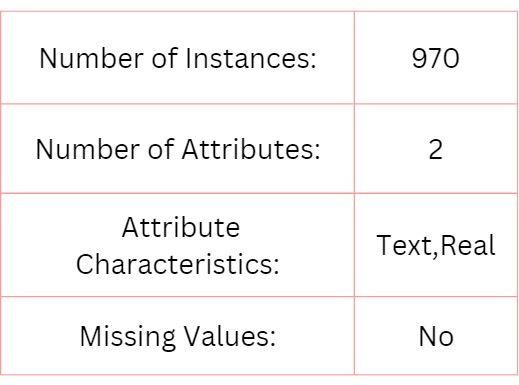 Number of Instances: 970
Number of Attributes: 2
Attribute
Characteristics:
Text,Real
Missing Values: No